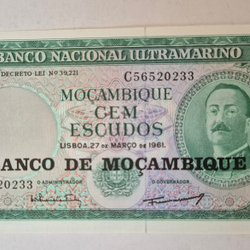 BANCO NACIONAL ULTRAMARINO
DECRETO LEI Nº 39,221 C56520233
MOÇAMBIQUE
CEM
ESCUDOS
LISBOA, 27 DE MARÇO DE 1961.
BANCO DE MOÇAMBIQUE
20233 O ADMINISTRADOR O GOVERNADOR